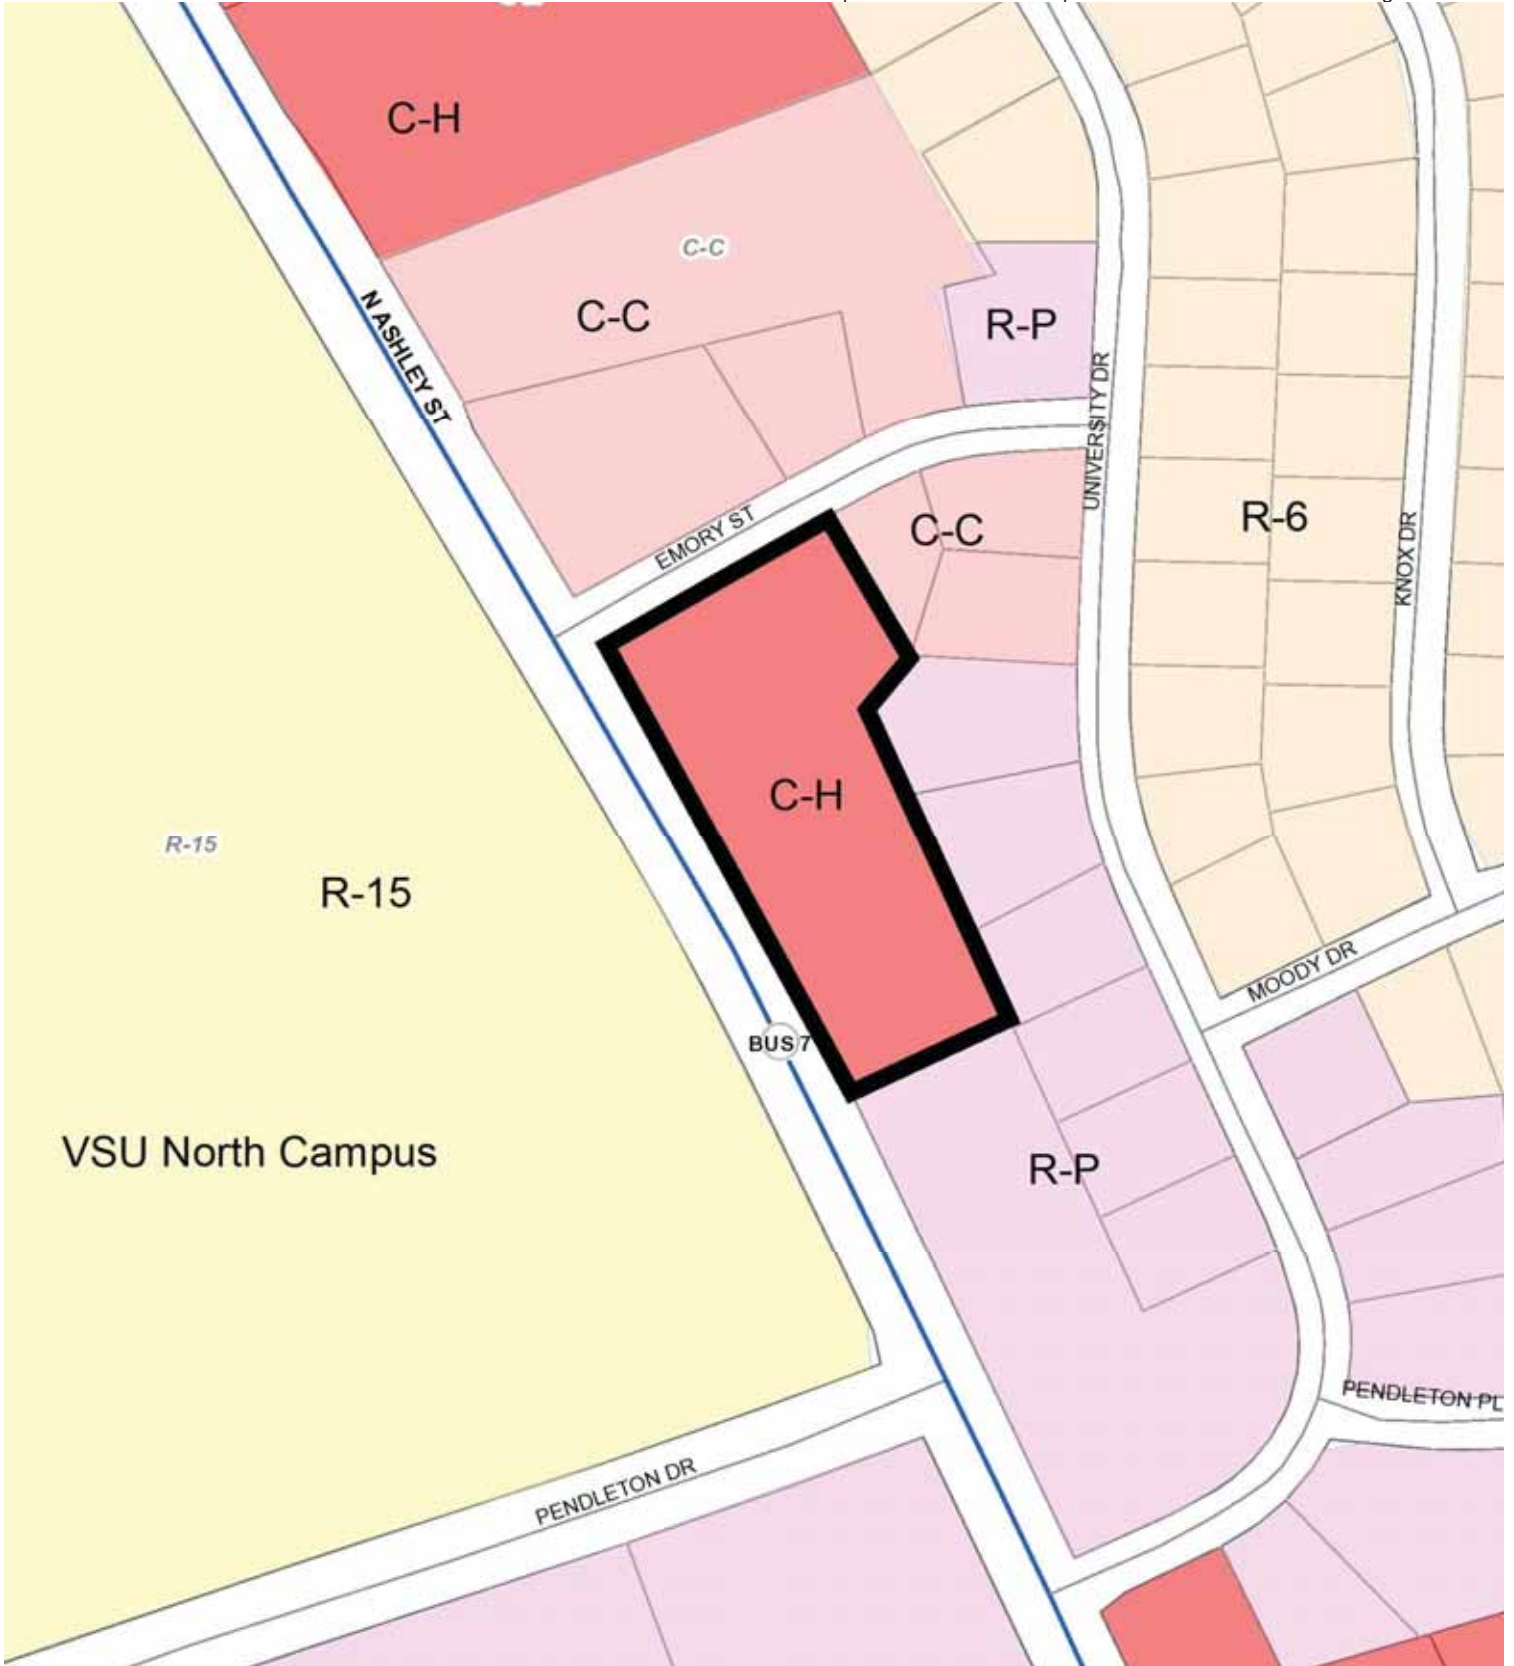 C-H
C-C
C-C
R-P
N ASHLEY ST
UNIVERSITY DR
EMORY ST
C-C
R-6
KNOX DR
C-H
R-15
R-15
MOODY DR
BUS 7
VSU North Campus
R-P
PENDLETON PL
PENDLETON DR